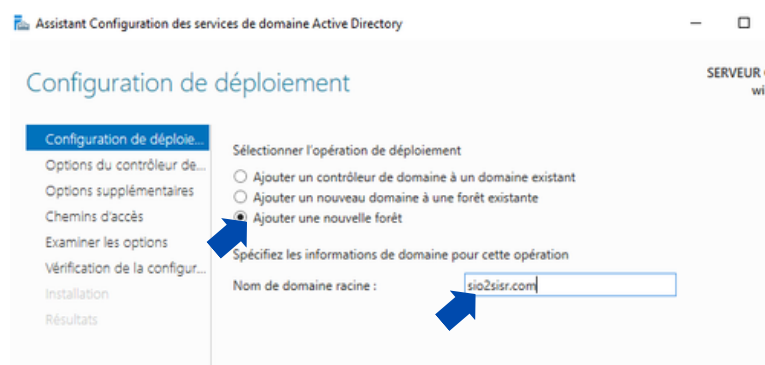 Assistant Configuration des services de domaine Active Directory
Configuration de déploiement
SERVEUR
wi
Configuration de déploie...
Options du contrôleur de...
Options supplémentaires
Chemins d'accès
Examiner les options
Vérification de la configur...
Installation
Résultats
Sélectionner l'opération de déploiement
Ajouter un contrôleur de domaine à un domaine existant
Ajouter un nouveau domaine à une forêt existante
Ajouter une nouvelle forêt
Spécifiez les informations de domaine pour cette opération
Nom de domaine racine :
sio2sisr.com